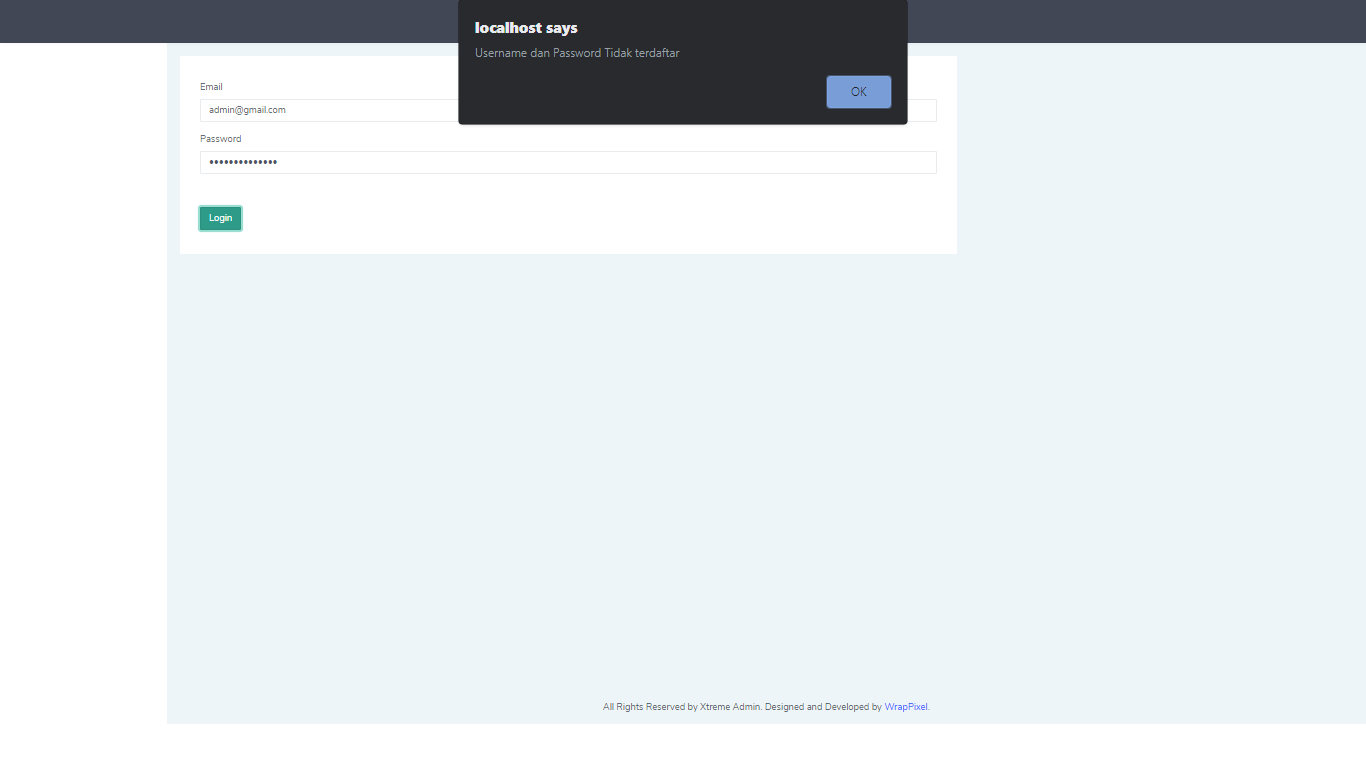 localhost says
Username dan Password Tidak terdaftar
OK
Email
admin@gmail.com
Password
••••••••••••••
Login
All Rights Reserved by Xtreme Admin. Designed and Developed by WrapPixel.